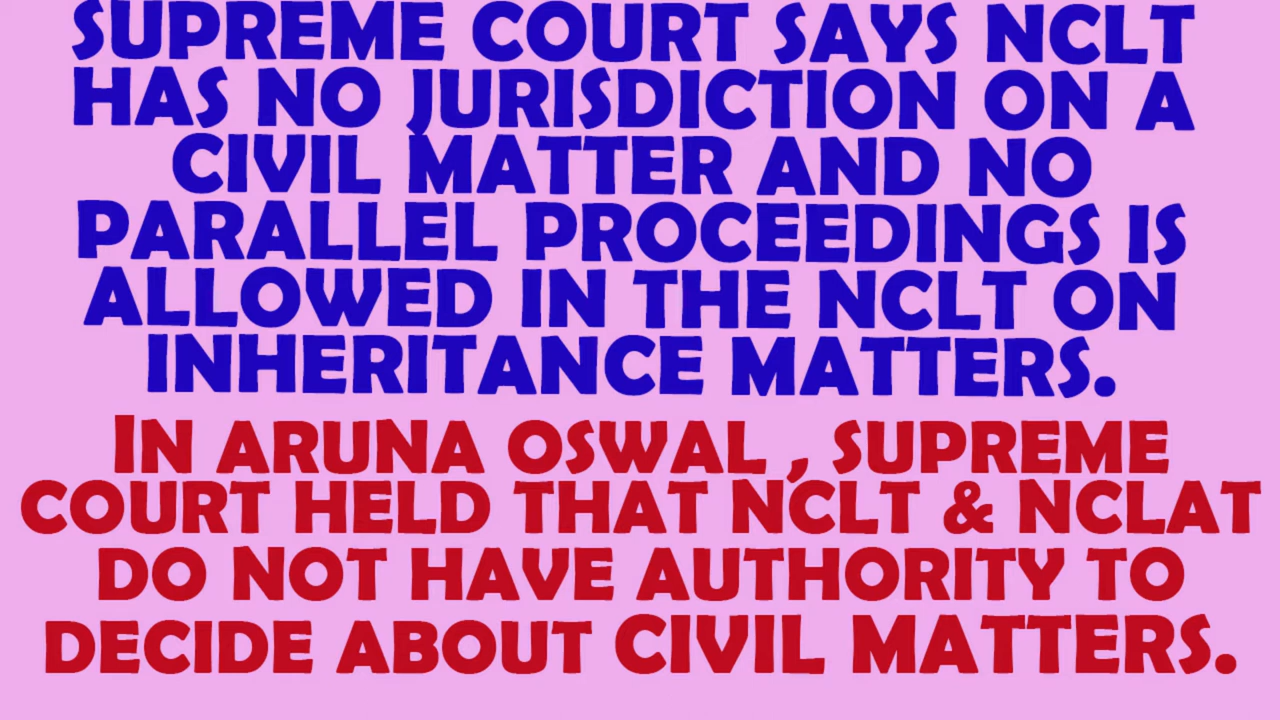 SUPREME COURT SAYS NCLT
HAS NO JURISDICTION ON A
CIVIL MATTER AND NO
PARALLEL PROCEEDINGS IS
ALLOWED IN THE NCLT ON
INHERITANCE MATTERS.
IN ARUNA OSWAL , SUPREME
COURT HELD THAT NCLT & NCLAT
DO NOT HAVE AUTHORITY TO
DECIDE ABOUT CIVIL MATTERS.